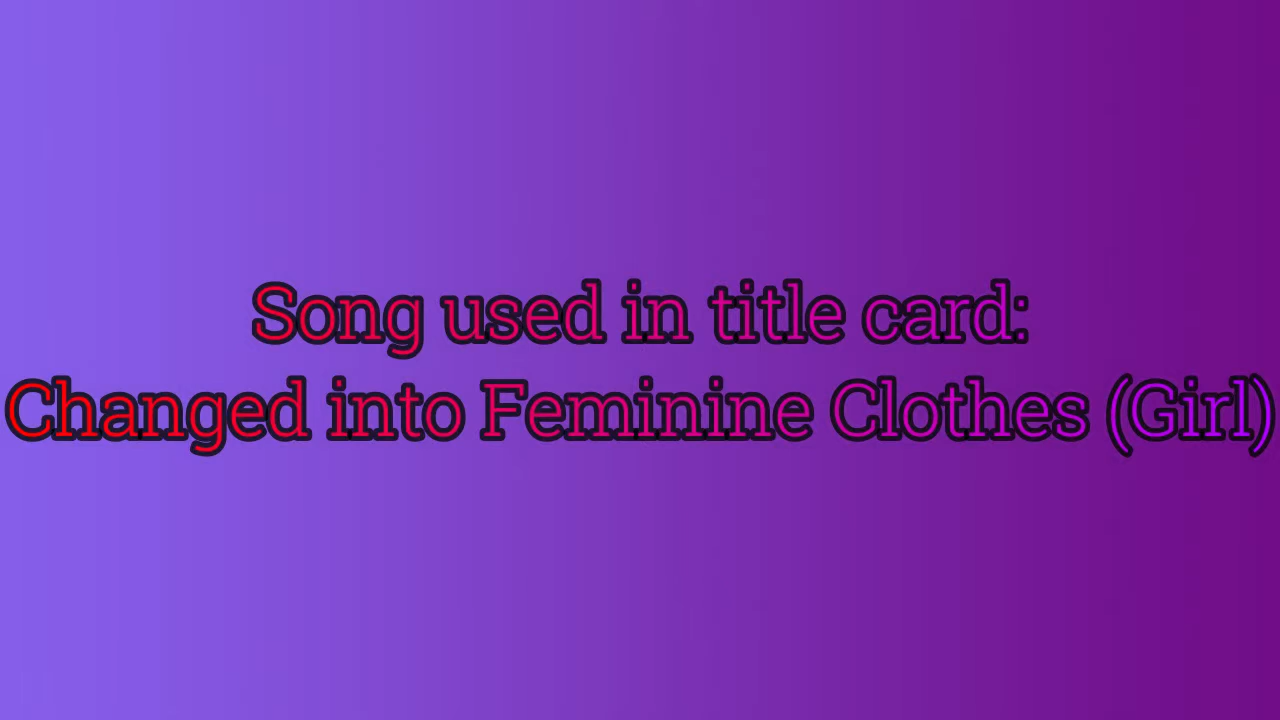 Song used in title card:
Changed into Feminine Clothes (Girl)